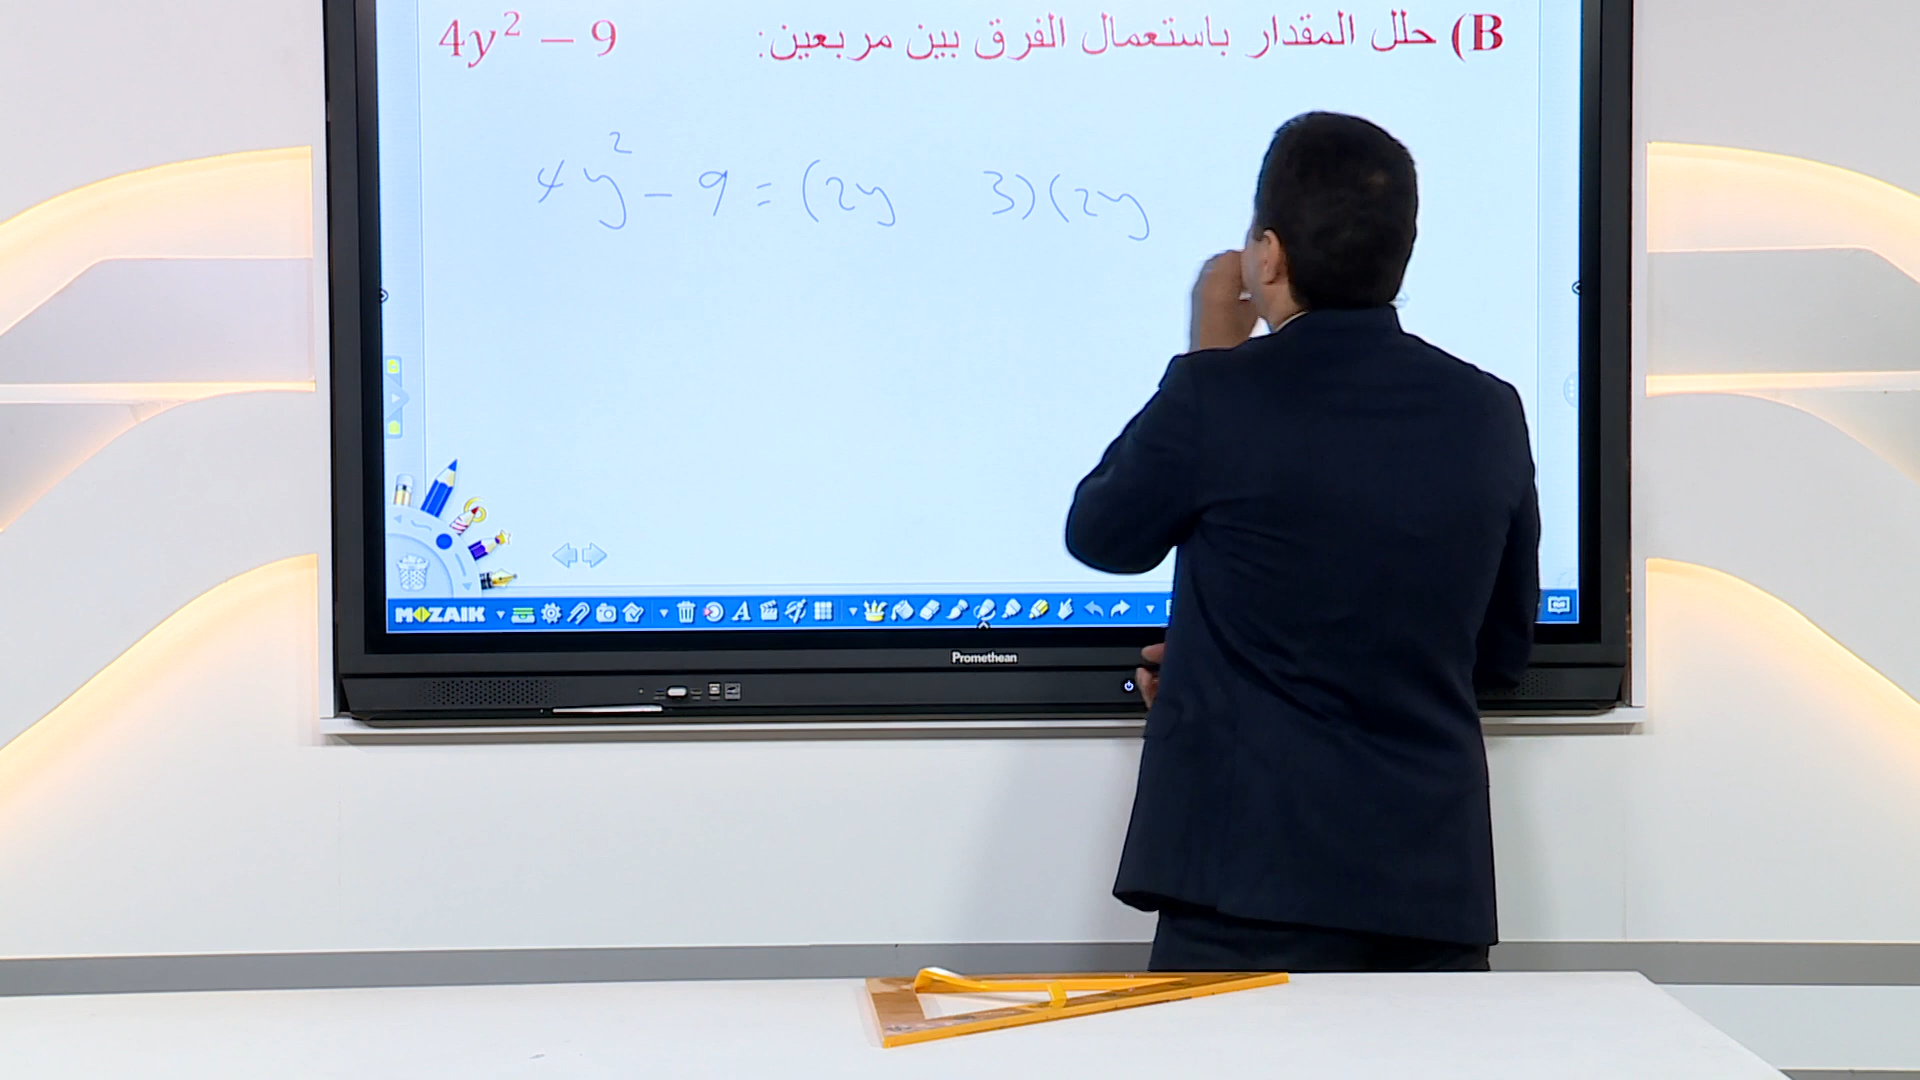 B) حلل المقدار باستعمال الفرق بين مربعين: 4y² − 9
4y² − 9 = (2y 3)(2y
MOZAIK
Promethean